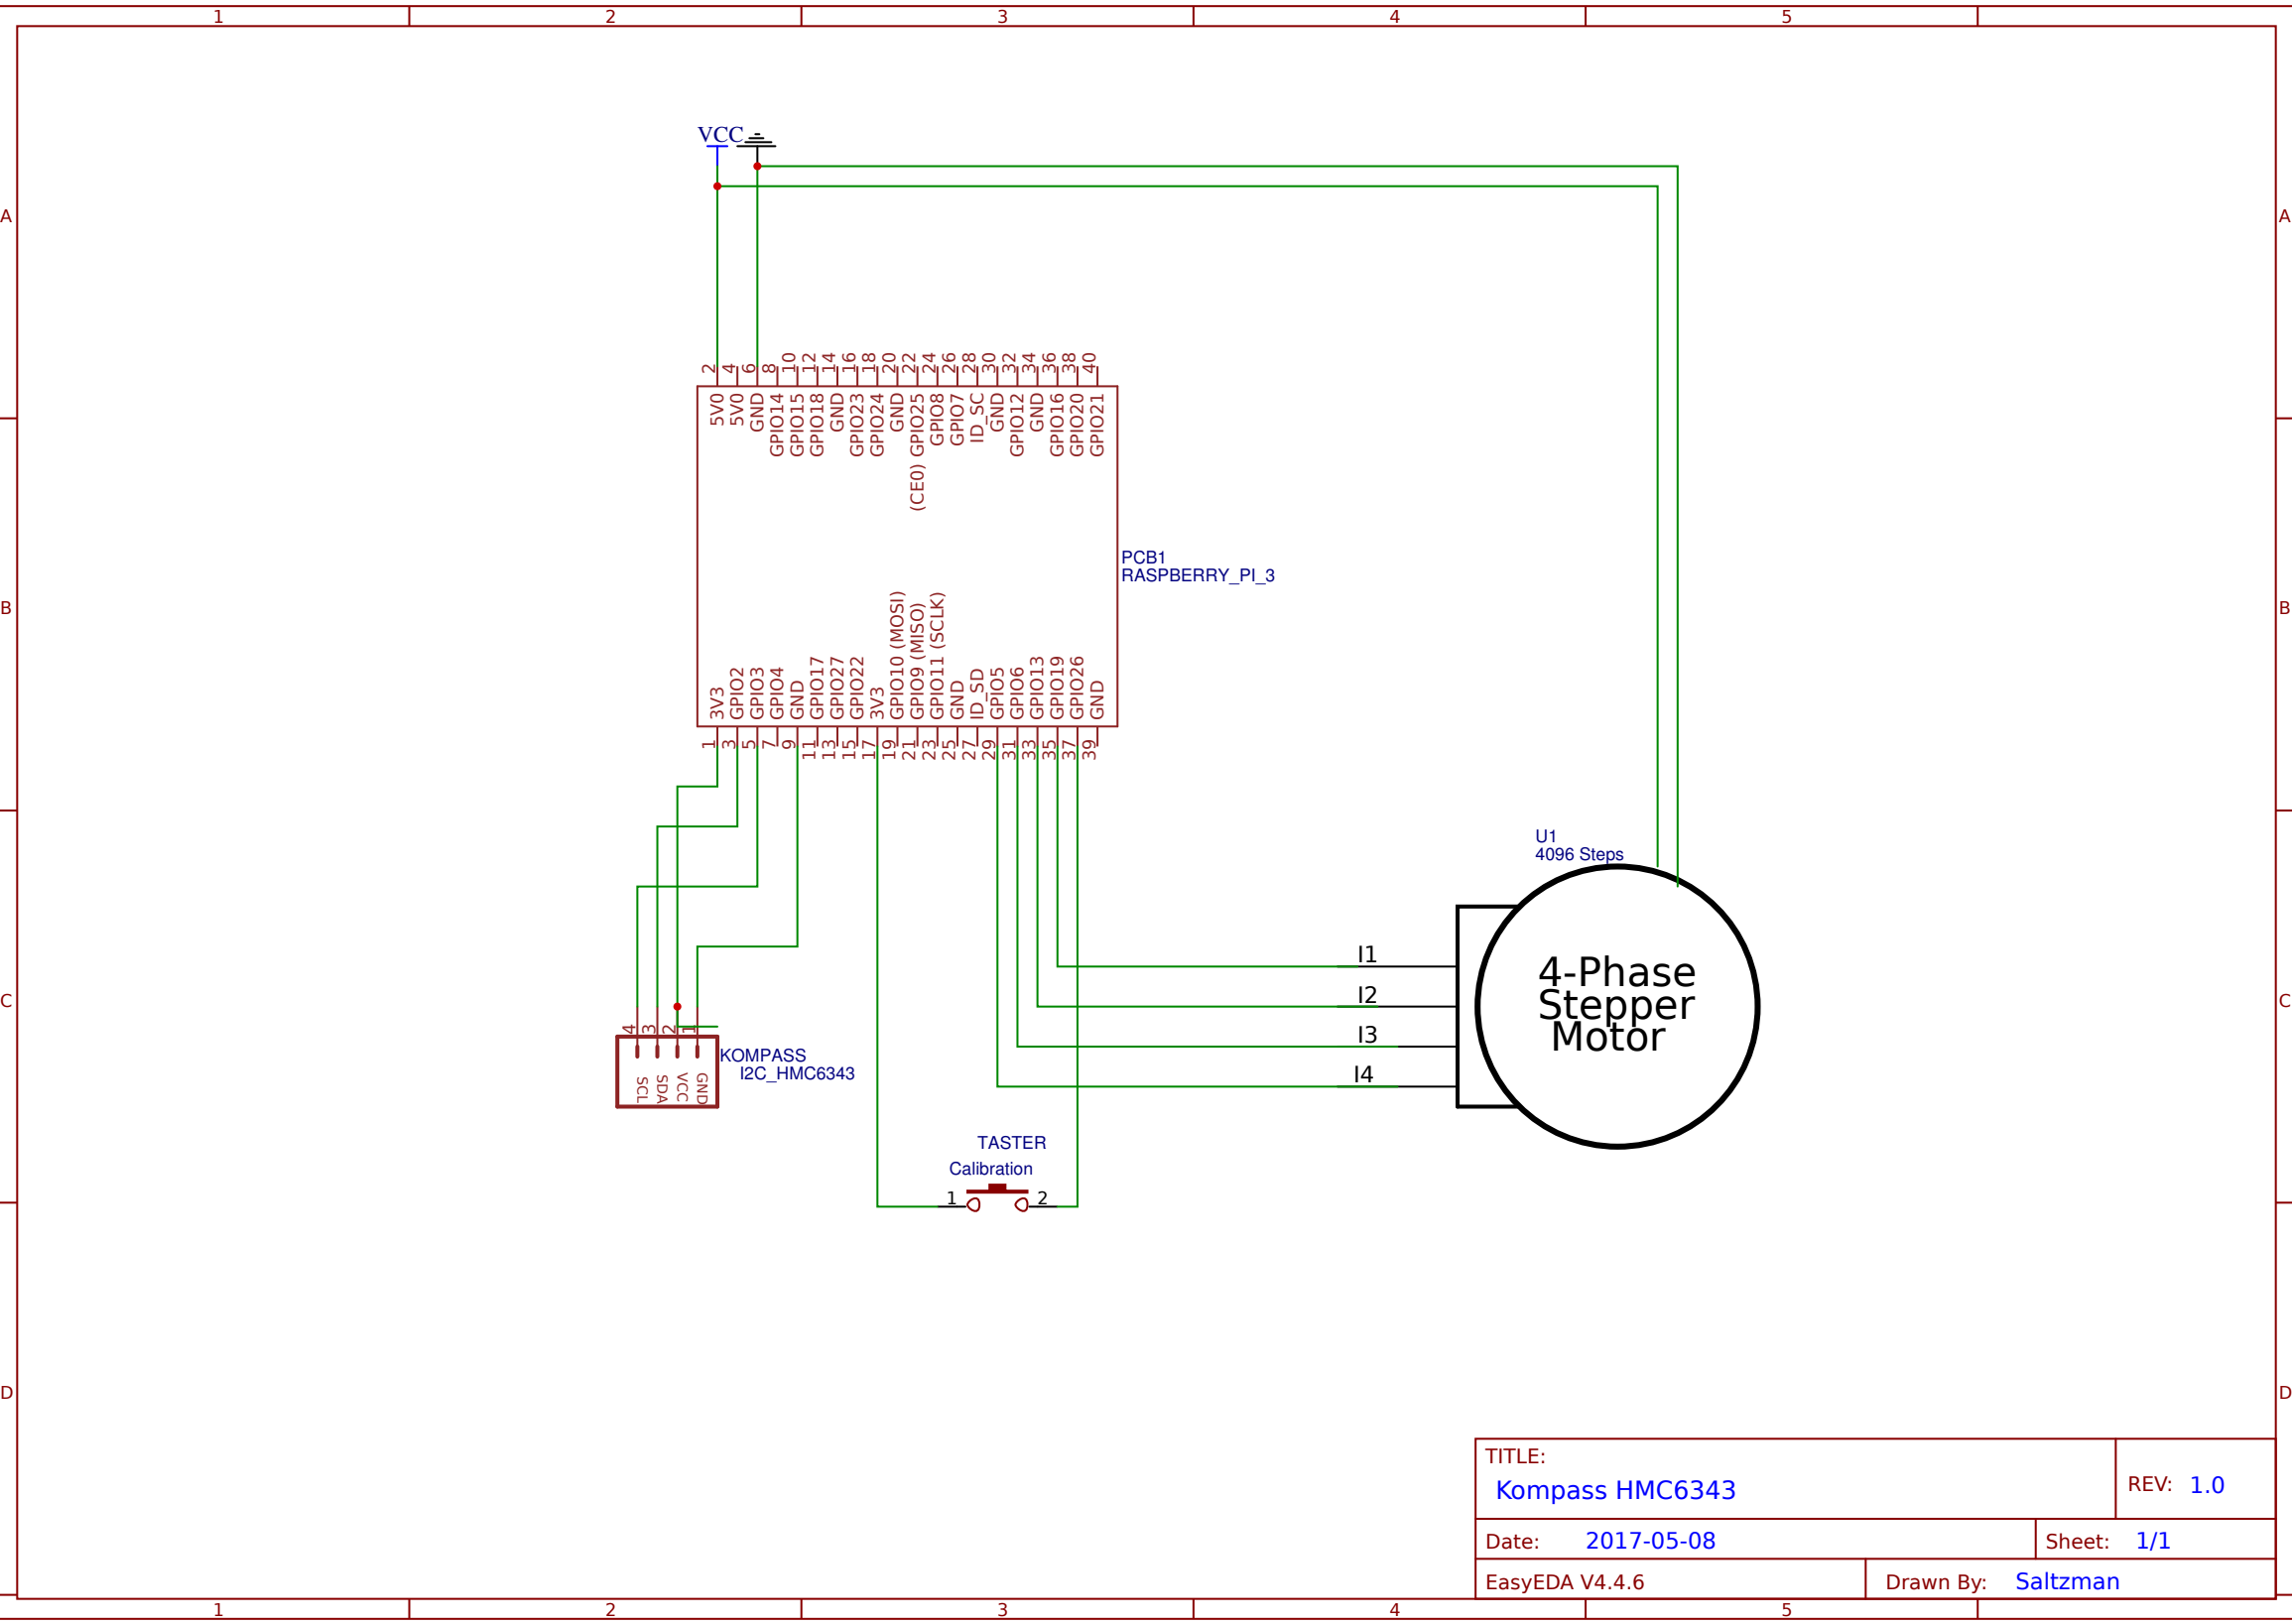 1 2 3 4 5
A A
B B
C C
D D
VCC
2 4 6 8 10 12 14 16 18 20 22 24 26 28 30 32 34 36 38 40
5V0
5V0
GND
GPIO14
GPIO15
GPIO18
GND
GPIO23
GPIO24
GND
(CE0) GPIO25
GPIO8
GPIO7
ID_SC
GND
GPIO12
GND
GPIO16
GPIO20
GPIO21
PCB1
RASPBERRY_PI_3
3V3
GPIO2
GPIO3
GPIO4
GND
GPIO17
GPIO27
GPIO22
3V3
GPIO10 (MOSI)
GPIO9 (MISO)
GPIO11 (SCLK)
GND
ID_SD
GPIO5
GPIO6
GPIO13
GPIO19
GPIO26
GND
1 3 5 7 9 11 13 15 17 19 21 23 25 27 29 31 33 35 37 39
U1
4096 Steps
I1
I2
I3
I4
4-Phase
Stepper
Motor
4 3 2 1
SCL
SDA
VCC
GND
KOMPASS
I2C_HMC6343
TASTER
Calibration
1 2
TITLE:
Kompass HMC6343
REV: 1.0
Date: 2017-05-08
Sheet: 1/1
EasyEDA V4.4.6
Drawn By: Saltzman
1 2 3 4 5